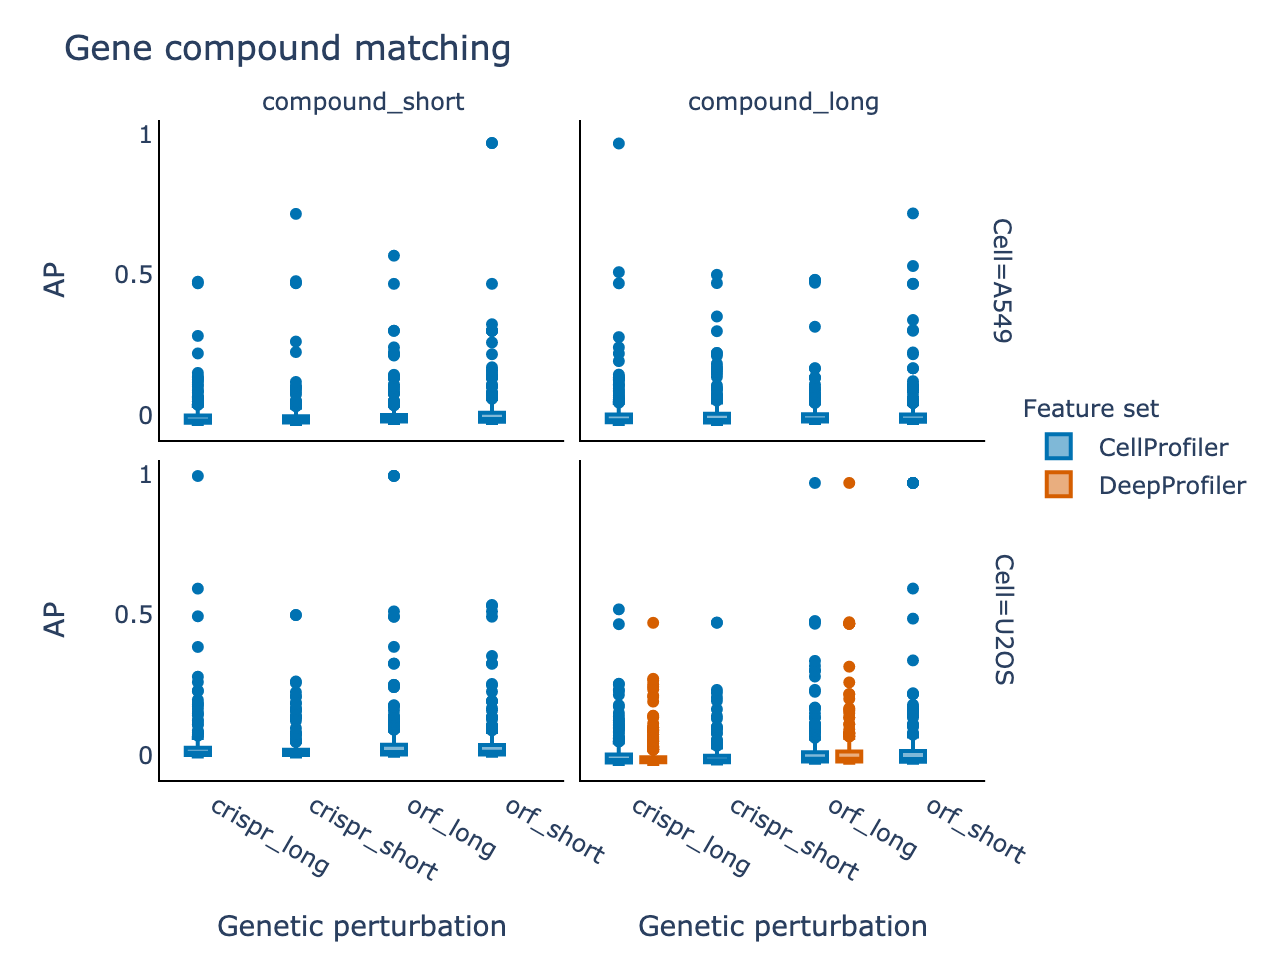 Gene compound matching
compound_short
compound_long
1
0.5
0
AP
Cell=A549
Feature set
CellProfiler
DeepProfiler
1
0.5
0
AP
Cell=U2OS
crispr_long
crispr_short
orf_long
orf_short
crispr_long
crispr_short
orf_long
orf_short
Genetic perturbation
Genetic perturbation